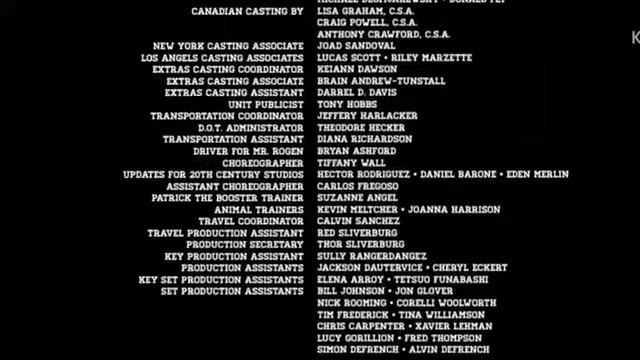 CANADIAN CASTING BY LISA GRAHAM, C.S.A.
CRAIG POWELL, C.S.A.
ANTHONY CRAWFORD, C.S.A.
NEW YORK CASTING ASSOCIATE JOAD SANDOVAL
LOS ANGELS CASTING ASSOCIATES LUCAS SCOTT • RILEY MARZETTE
EXTRAS CASTING COORDINATOR KEIANN DAWSON
EXTRAS CASTING ASSOCIATE BRAIN ANDREW-TUNSTALL
EXTRAS CASTING ASSISTANT DARREL D. DAVIS
UNIT PUBLICIST TONY HOBBS
TRANSPORTATION COORDINATOR JEFFERY HARLACKER
D.O.T. ADMINISTRATOR THEODORE HECKER
TRANSPORTATION ASSISTANT DIANA RICHARDSON
DRIVER FOR MR. ROGEN BRYAN ASHFORD
CHOREOGRAPHER TIFFANY WALL
UPDATES FOR 20TH CENTURY STUDIOS HECTOR RODRIGUEZ • DANIEL BARONE • EDEN MERLIN
ASSISTANT CHOREOGRAPHER CARLOS FREGOSO
PATRICK THE BOOSTER TRAINER SUZANNE ANGEL
ANIMAL TRAINERS KEVIN MELTCHER • JOANNA HARRISON
TRAVEL COORDINATOR CALVIN SANCHEZ
TRAVEL PRODUCTION ASSISTANT RED SLIVERBURG
PRODUCTION SECRETARY THOR SLIVERBURG
KEY PRODUCTION ASSISTANT SULLY RANGERDANGEZ
PRODUCTION ASSISTANTS JACKSON DAUTERVICE • CHERYL ECKERT
KEY SET PRODUCTION ASSISTANTS ELENA ARROY • TETSUO FUNABASHI
SET PRODUCTION ASSISTANTS BILL JOHNSON • JON GLOVER
NICK ROOMING • CORELLI WOOLWORTH
TIM FREDERICK • TINA WILLIAMSON
CHRIS CARPENTER • XAVIER LEHMAN
LUCY GORILLION • FRED THOMPSON
SIMON DEFRENCH • ALVIN DEFRENCH